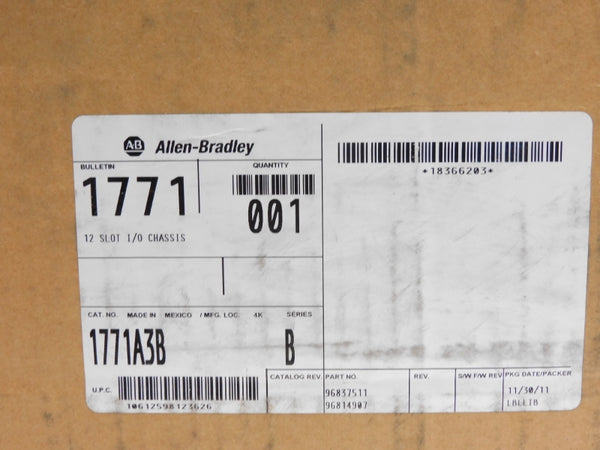 AB Allen-Bradley
BULLETIN
QUANTITY
1771
001
12 SLOT I/O CHASSIS
*18366203*
CAT. NO. MADE IN MEXICO / MFG. LOC. 4K SERIES
1771A3B B
U.P.C.
10612598123626
CATALOG REV.
PART NO.
96837511
96814907
REV.
S/W F/W REV
PKG DATE/PACKER
11/30/11